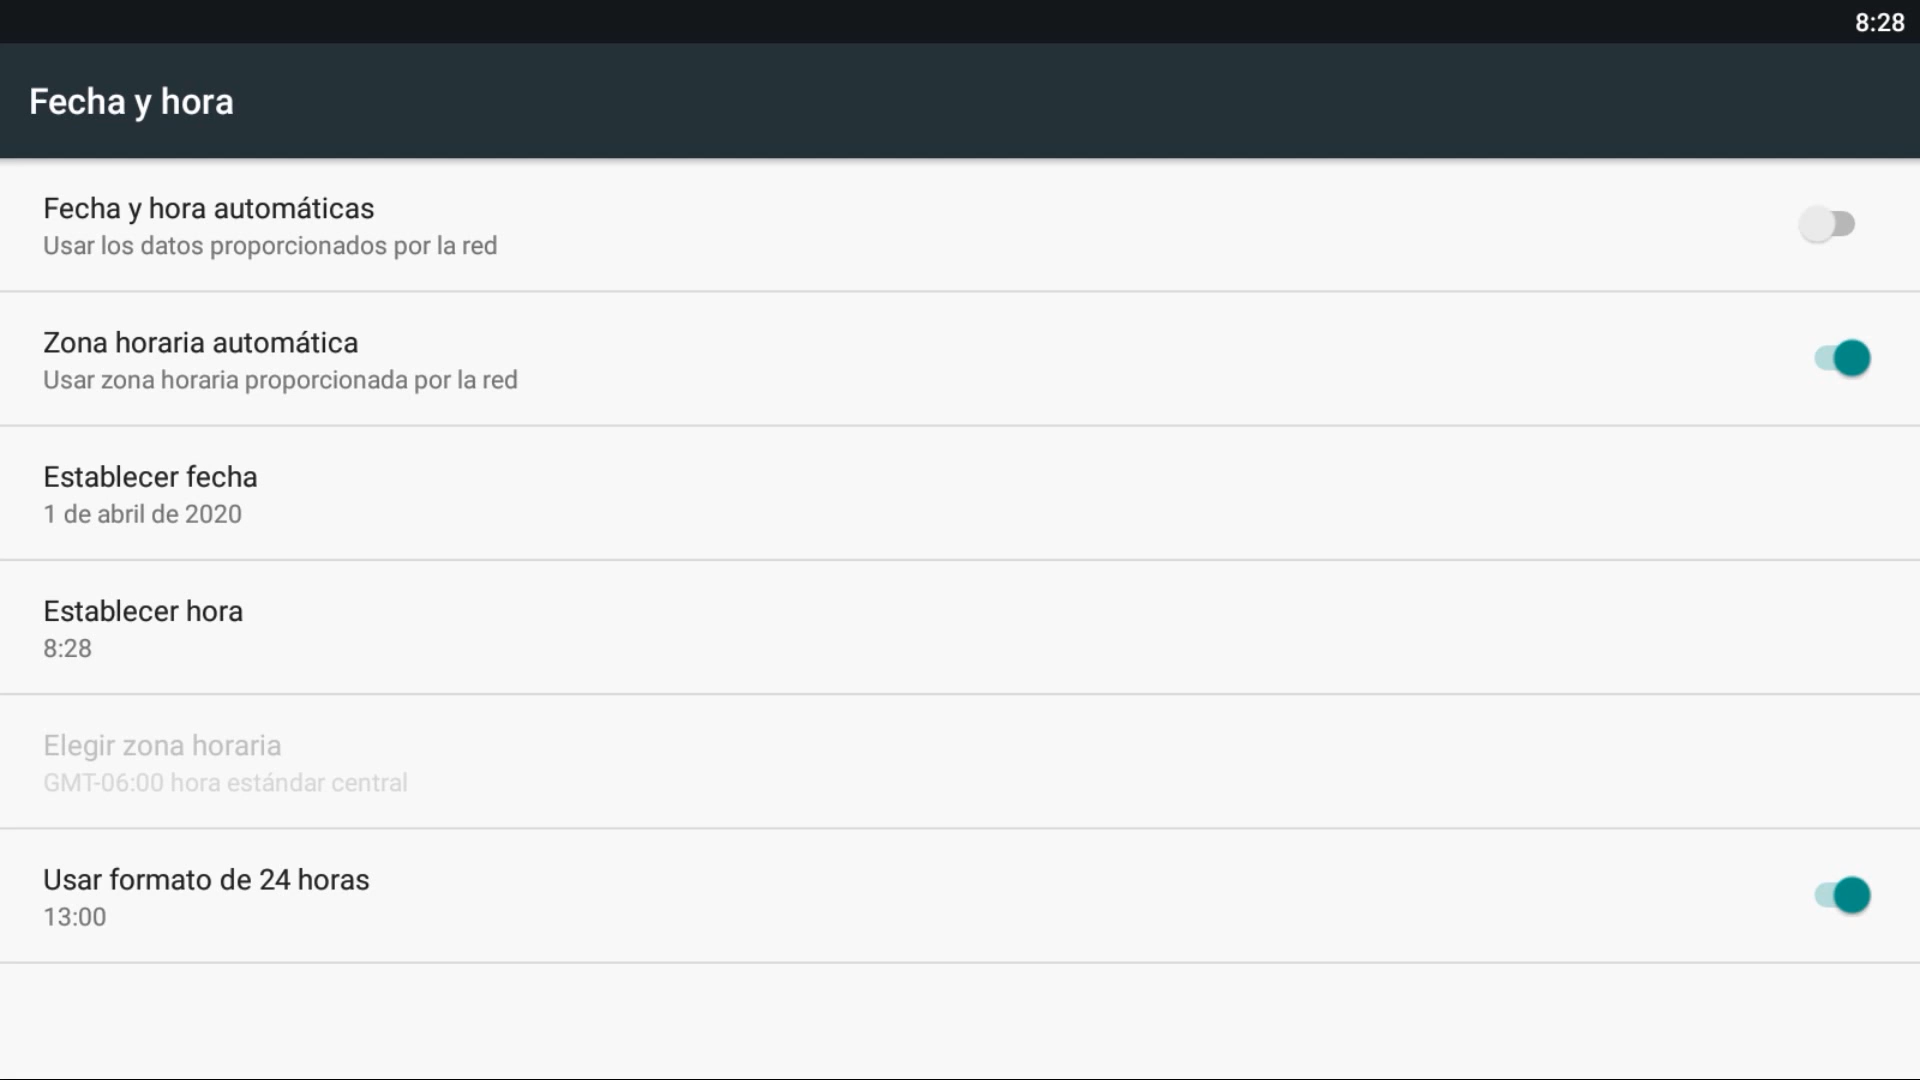 8:28
Fecha y hora
Fecha y hora automáticas
Usar los datos proporcionados por la red
Zona horaria automática
Usar zona horaria proporcionada por la red
Establecer fecha
1 de abril de 2020
Establecer hora
8:28
Elegir zona horaria
GMT-06:00 hora estándar central
Usar formato de 24 horas
13:00